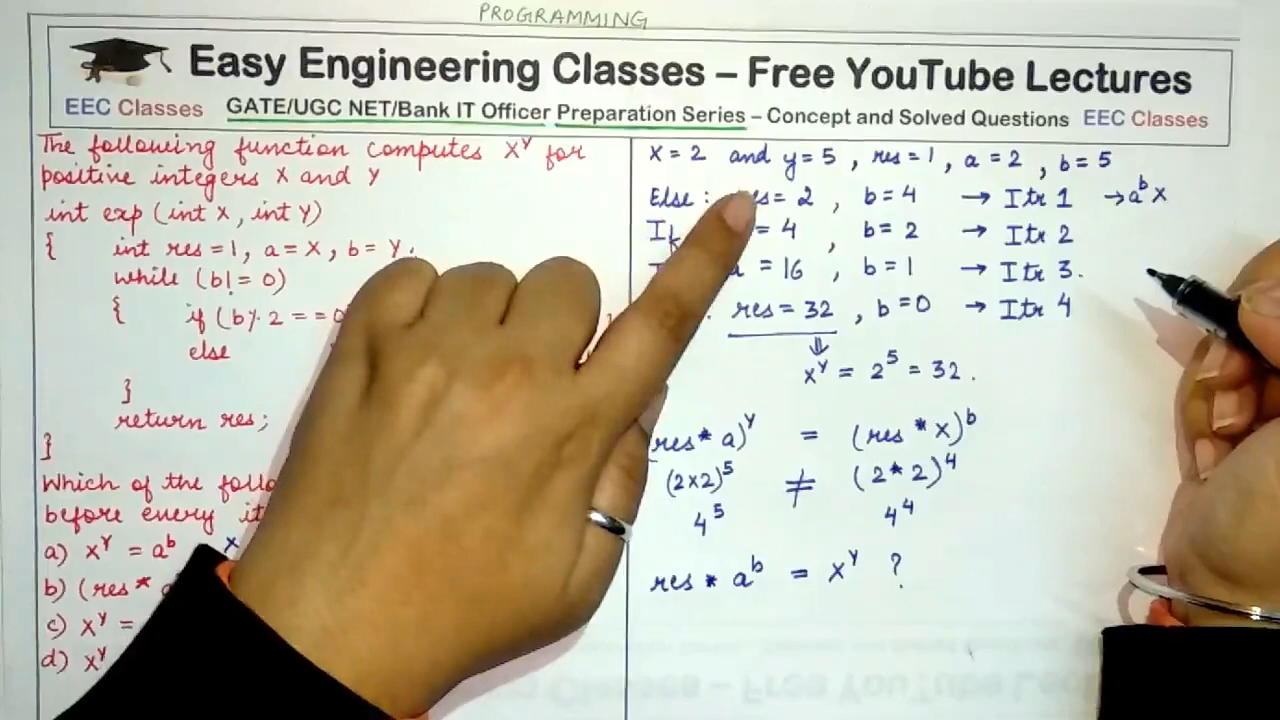 PROGRAMMING
Easy Engineering Classes – Free YouTube Lectures
EEC Classes GATE/UGC NET/Bank IT Officer Preparation Series – Concept and Solved Questions EEC Classes
The following function computes X^Y for
positive integers X and Y
int exp (int X, int Y)
{ int res=1, a=X, b=Y;
while (b!=0)
{ if (b%2==0
else
}
return res;
}
Which of the
before every
a) X^Y = a^b X
b) (res*
c) X^Y =
d) X^Y
X=2 and y=5, res=1, a=2, b=5
Else: =2, b=4 → Itr 1 → a^b X
If =4, b=2 → Itr 2
=16, b=1 → Itr 3.
res=32, b=0 → Itr 4
⇓
X^Y = 2^5 = 32.
res* a)^Y = (res * X)^b
(2×2)^5 ≠ (2*2)^4
4^5 4^4
res * a^b = X^Y ?